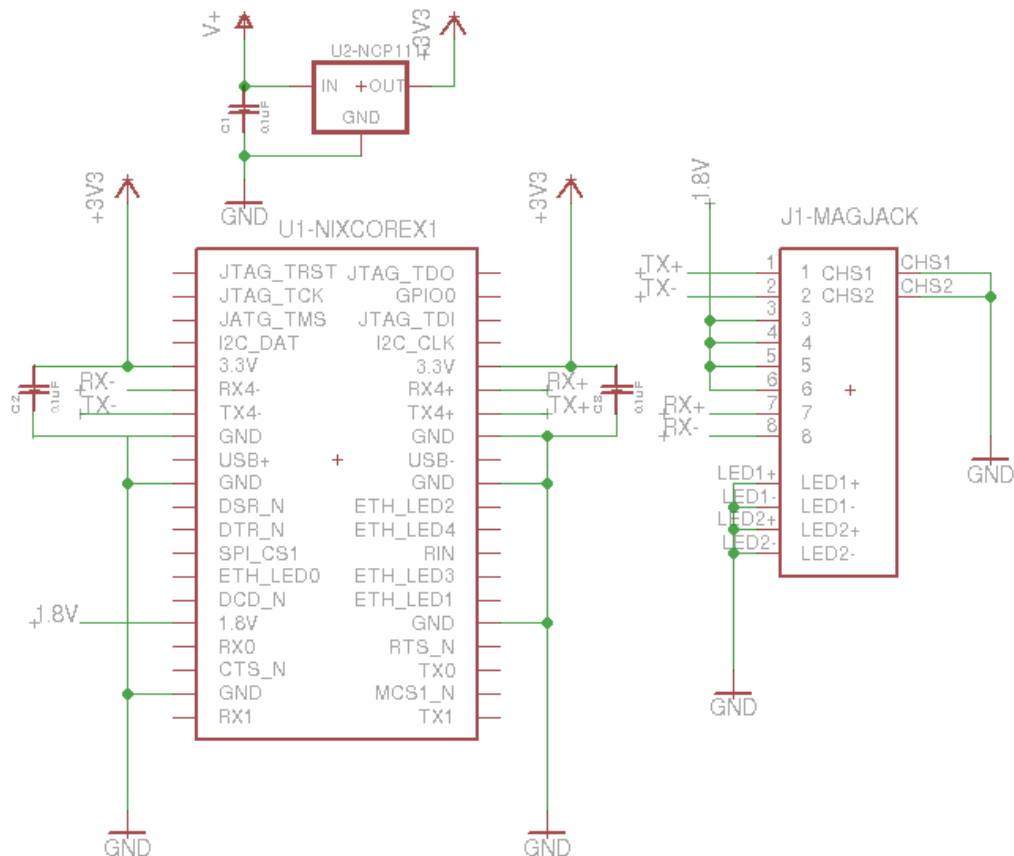 V+
+3V3
U2-NCP1117
IN
OUT
GND
C1
0.1uF
GND
+3V3
+3V3
1.8V
U1-NIXCOREX1
J1-MAGJACK
JTAG_TRST JTAG_TDO
JTAG_TCK GPIO0
JATG_TMS JTAG_TDI
I2C_DAT I2C_CLK
3.3V 3.3V
RX4- RX4+
TX4- TX4+
GND GND
USB+ USB-
GND GND
DSR_N ETH_LED2
DTR_N ETH_LED4
SPI_CS1 RIN
ETH_LED0 ETH_LED3
DCD_N ETH_LED1
1.8V GND
RX0 RTS_N
CTS_N TX0
GND MCS1_N
RX1 TX1
C2
0.1uF
RX-
TX-
1.8V
GND
RX+
TX+
C3
0.1uF
GND
TX+ 1 1 CHS1 CHS1
TX- 2 2 CHS2 CHS2
3 3
4 4
5 5
6 6
RX+ 7 7
RX- 8 8
LED1+ LED1+
LED1- LED1-
LED2+ LED2+
LED2- LED2-
GND
GND